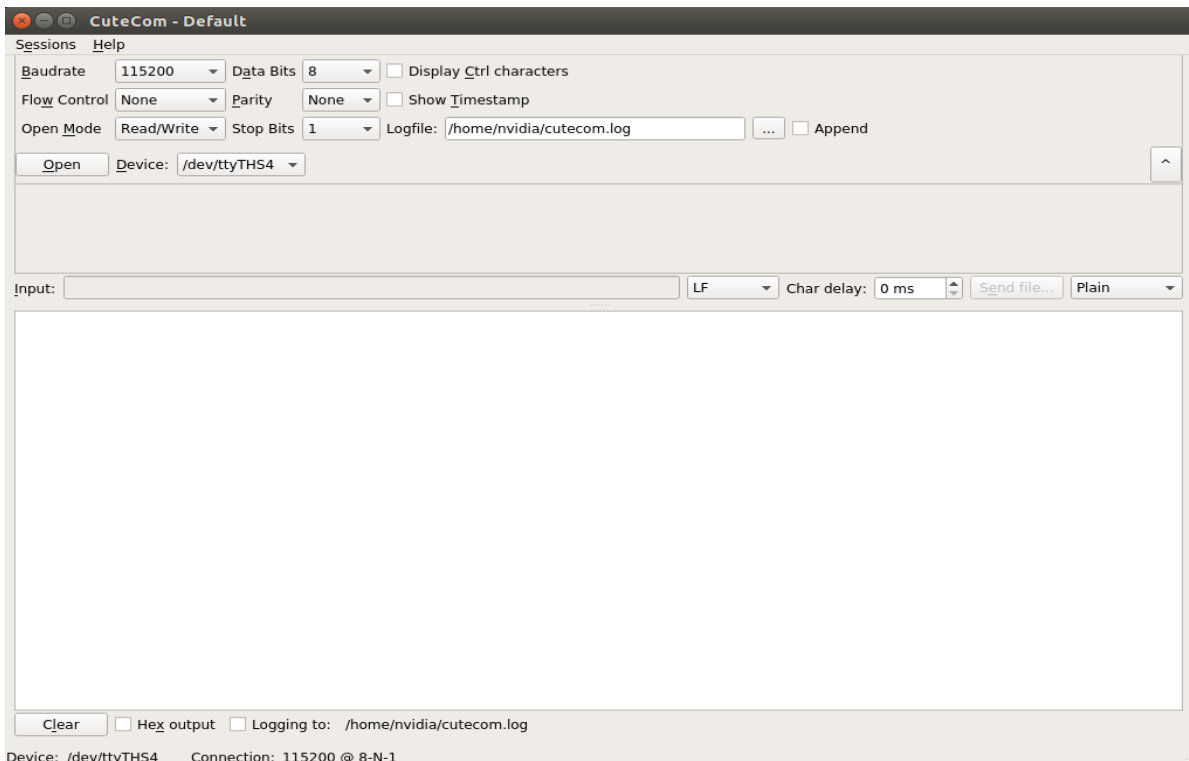 CuteCom - Default
Sessions Help
Baudrate 115200 Data Bits 8 Display Ctrl characters
Flow Control None Parity None Show Timestamp
Open Mode Read/Write Stop Bits 1 Logfile: /home/nvidia/cutecom.log ... Append
Open Device: /dev/ttyTHS4 ^
Input: LF Char delay: 0 ms Send file... Plain
Clear Hex output Logging to: /home/nvidia/cutecom.log
Device: /dev/ttyTHS4 Connection: 115200 @ 8-N-1